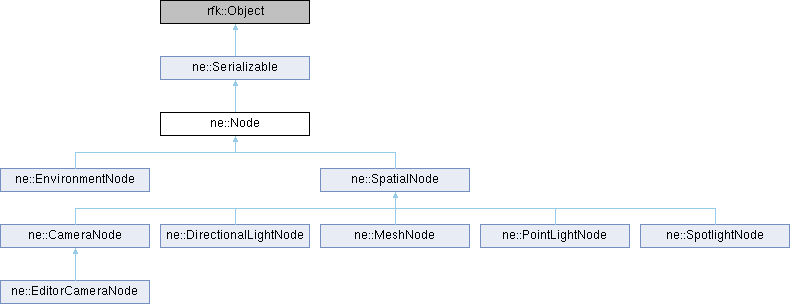 rfk::Object
ne::Serializable
ne::Node
ne::EnvironmentNode
ne::SpatialNode
ne::CameraNode
ne::DirectionalLightNode
ne::MeshNode
ne::PointLightNode
ne::SpotlightNode
ne::EditorCameraNode